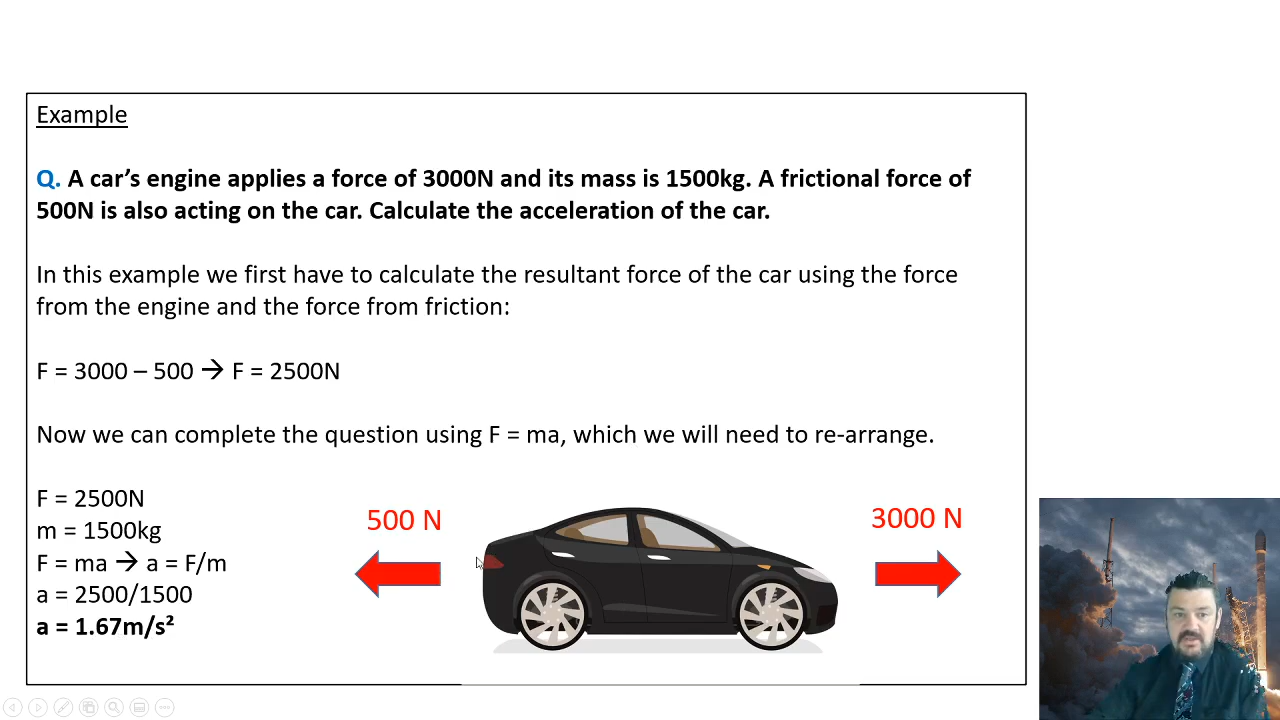 Example
Q. A car’s engine applies a force of 3000N and its mass is 1500kg. A frictional force of
500N is also acting on the car. Calculate the acceleration of the car.
In this example we first have to calculate the resultant force of the car using the force
from the engine and the force from friction:
F = 3000 – 500 → F = 2500N
Now we can complete the question using F = ma, which we will need to re-arrange.
F = 2500N
m = 1500kg
F = ma → a = F/m
a = 2500/1500
a = 1.67m/s²
500 N
3000 N